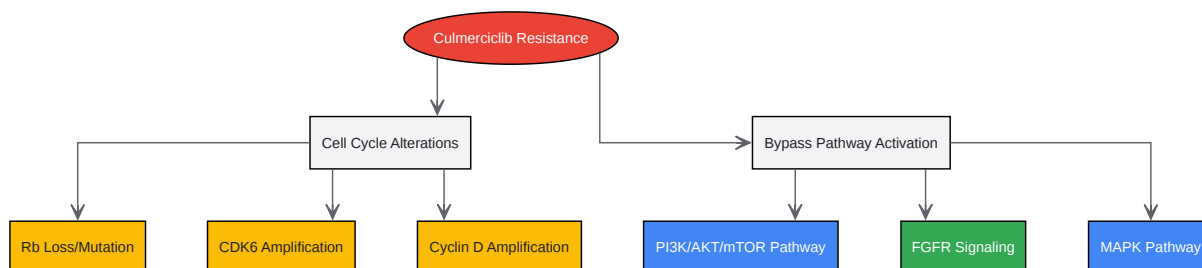 Culmerciclib Resistance
Cell Cycle Alterations
Bypass Pathway Activation
Rb Loss/Mutation
CDK6 Amplification
Cyclin D Amplification
PI3K/AKT/mTOR Pathway
FGFR Signaling
MAPK Pathway